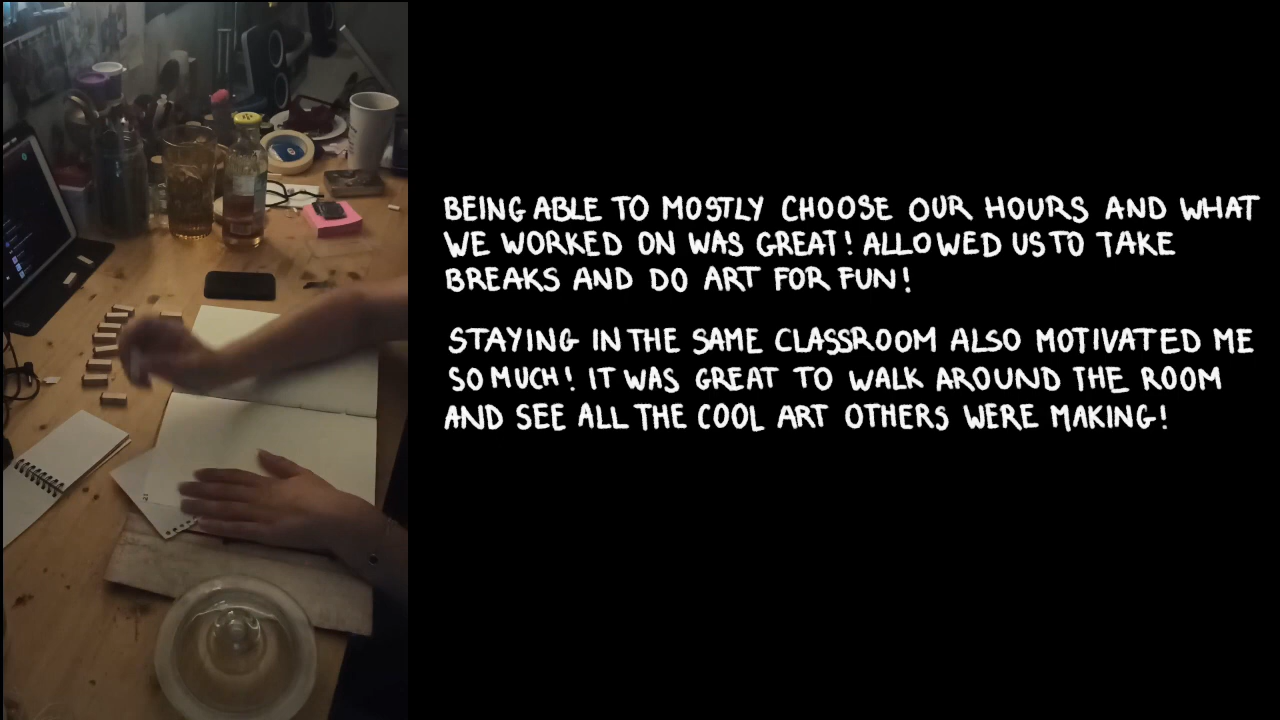 BEING ABLE TO MOSTLY CHOOSE OUR HOURS AND WHAT
WE WORKED ON WAS GREAT! ALLOWED US TO TAKE
BREAKS AND DO ART FOR FUN!
STAYING IN THE SAME CLASSROOM ALSO MOTIVATED ME
SO MUCH! IT WAS GREAT TO WALK AROUND THE ROOM
AND SEE ALL THE COOL ART OTHERS WERE MAKING!